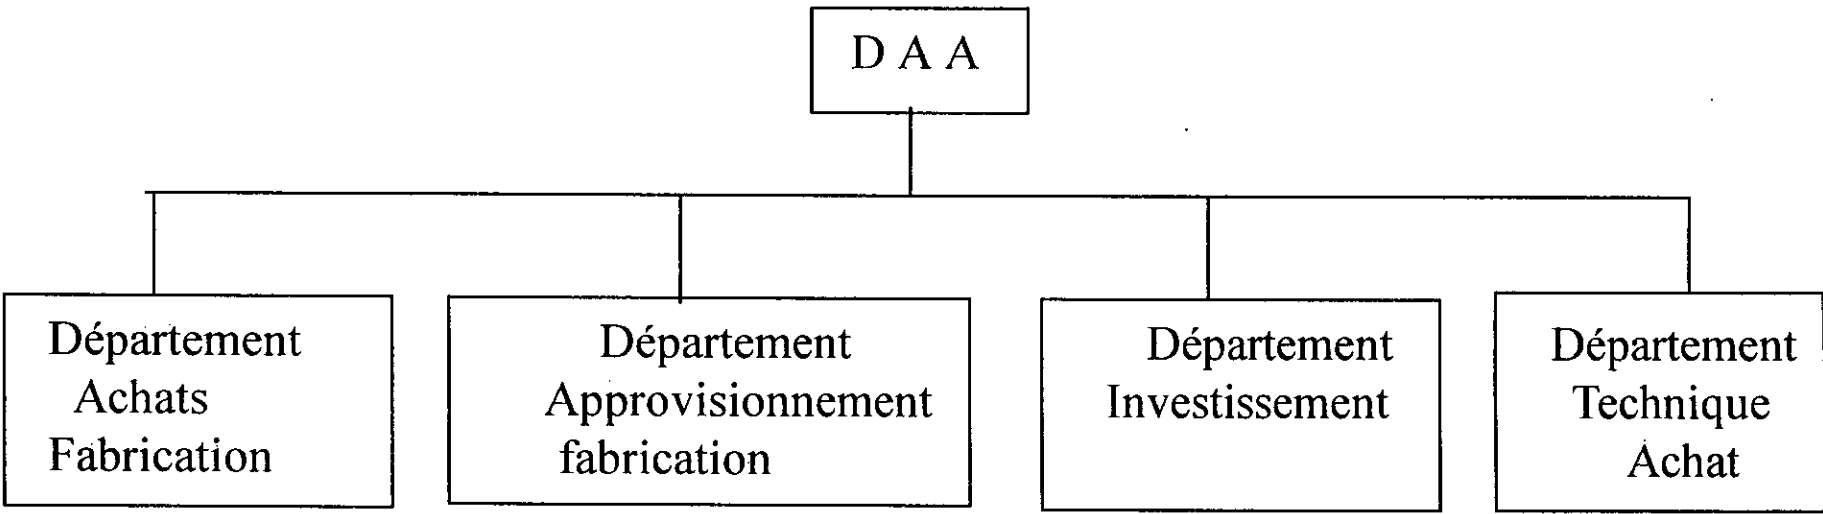 D A A
Département
Achats
Fabrication
Département
Approvisionnement
fabrication
Département
Investissement
Département
Technique
Achat